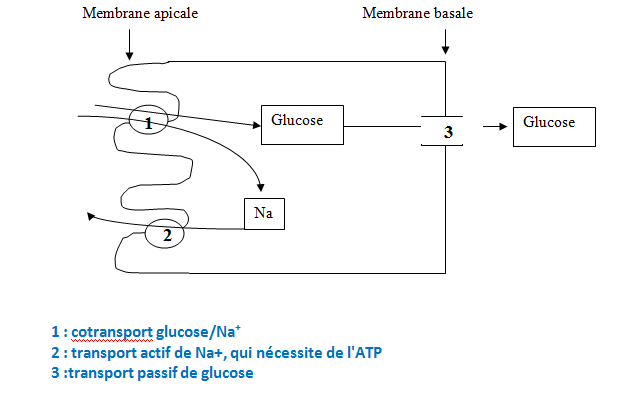 Membrane apicale
Membrane basale
1
Glucose
3
Glucose
Na
2
1 : cotransport glucose/Na⁺
2 : transport actif de Na+, qui nécessite de l'ATP
3 :transport passif de glucose